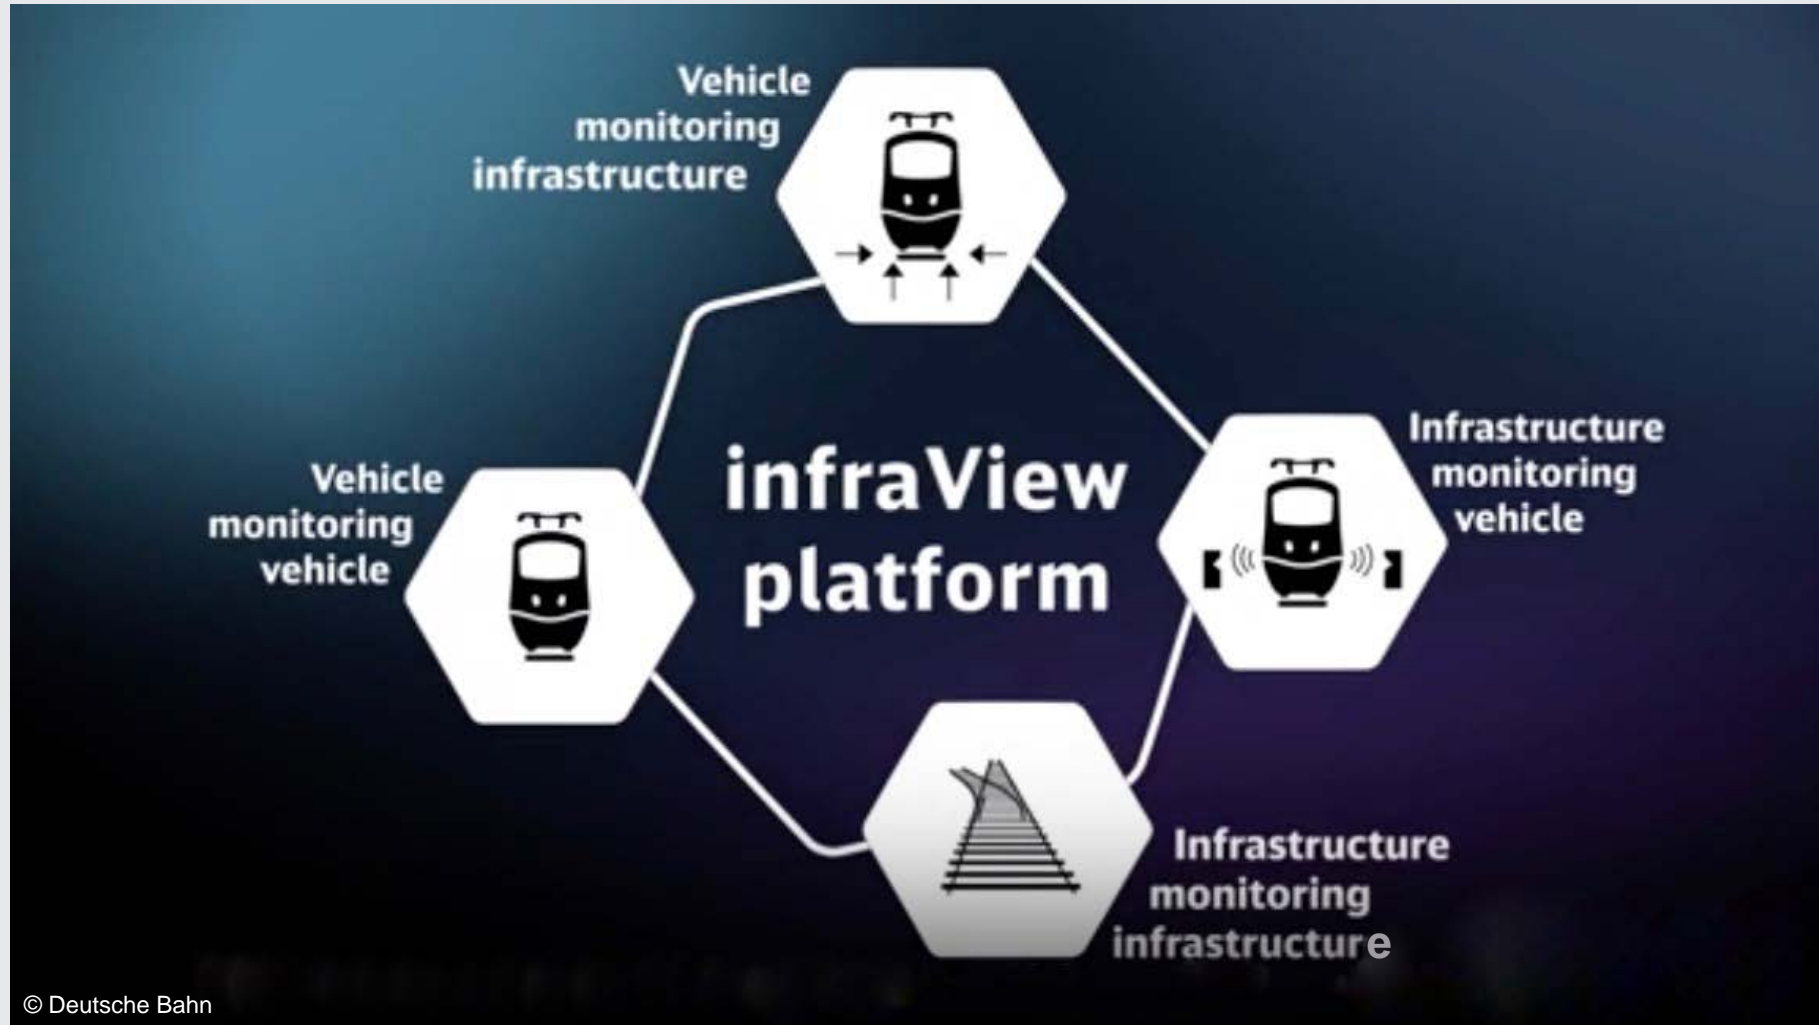 Vehicle
monitoring
infrastructure
Infrastructure
monitoring
vehicle
infraView
platform
Vehicle
monitoring
vehicle
Infrastructure
monitoring
infrastructure
© Deutsche Bahn